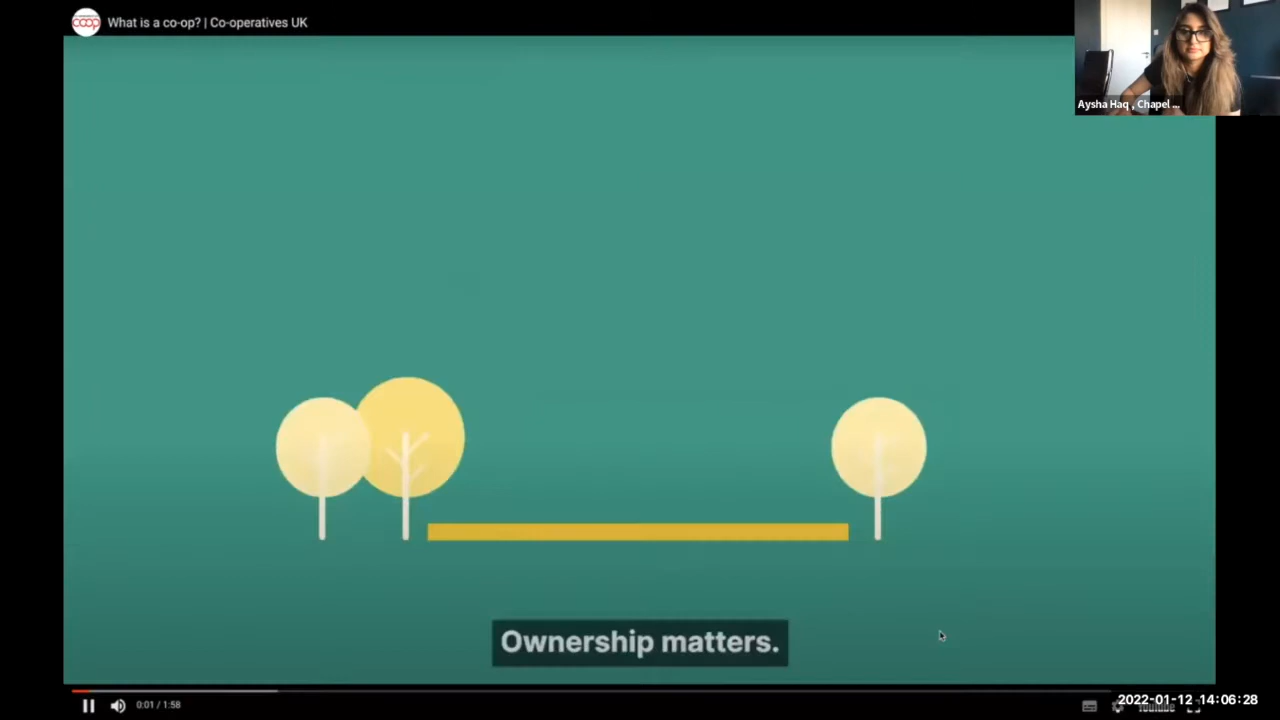 coop
What is a co-op? | Co-operatives UK
Aysha Haq , Chapel ...
Ownership matters.
0:01 / 1:58
YouTube
2022-01-12 14:06:28